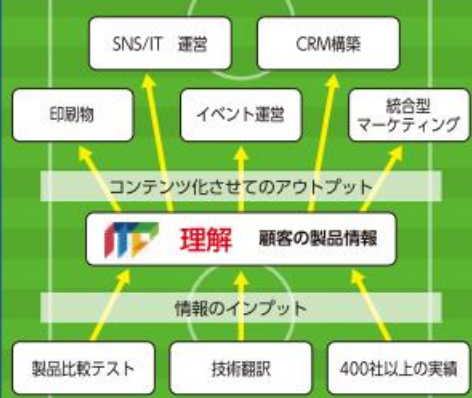 SNS/IT 運営
CRM構築
印刷物
イベント運営
統合型
マーケティング
コンテンツ化させてのアウトプット
ITP 理解 顧客の製品情報
情報のインプット
製品比較テスト
技術翻訳
400社以上の実績